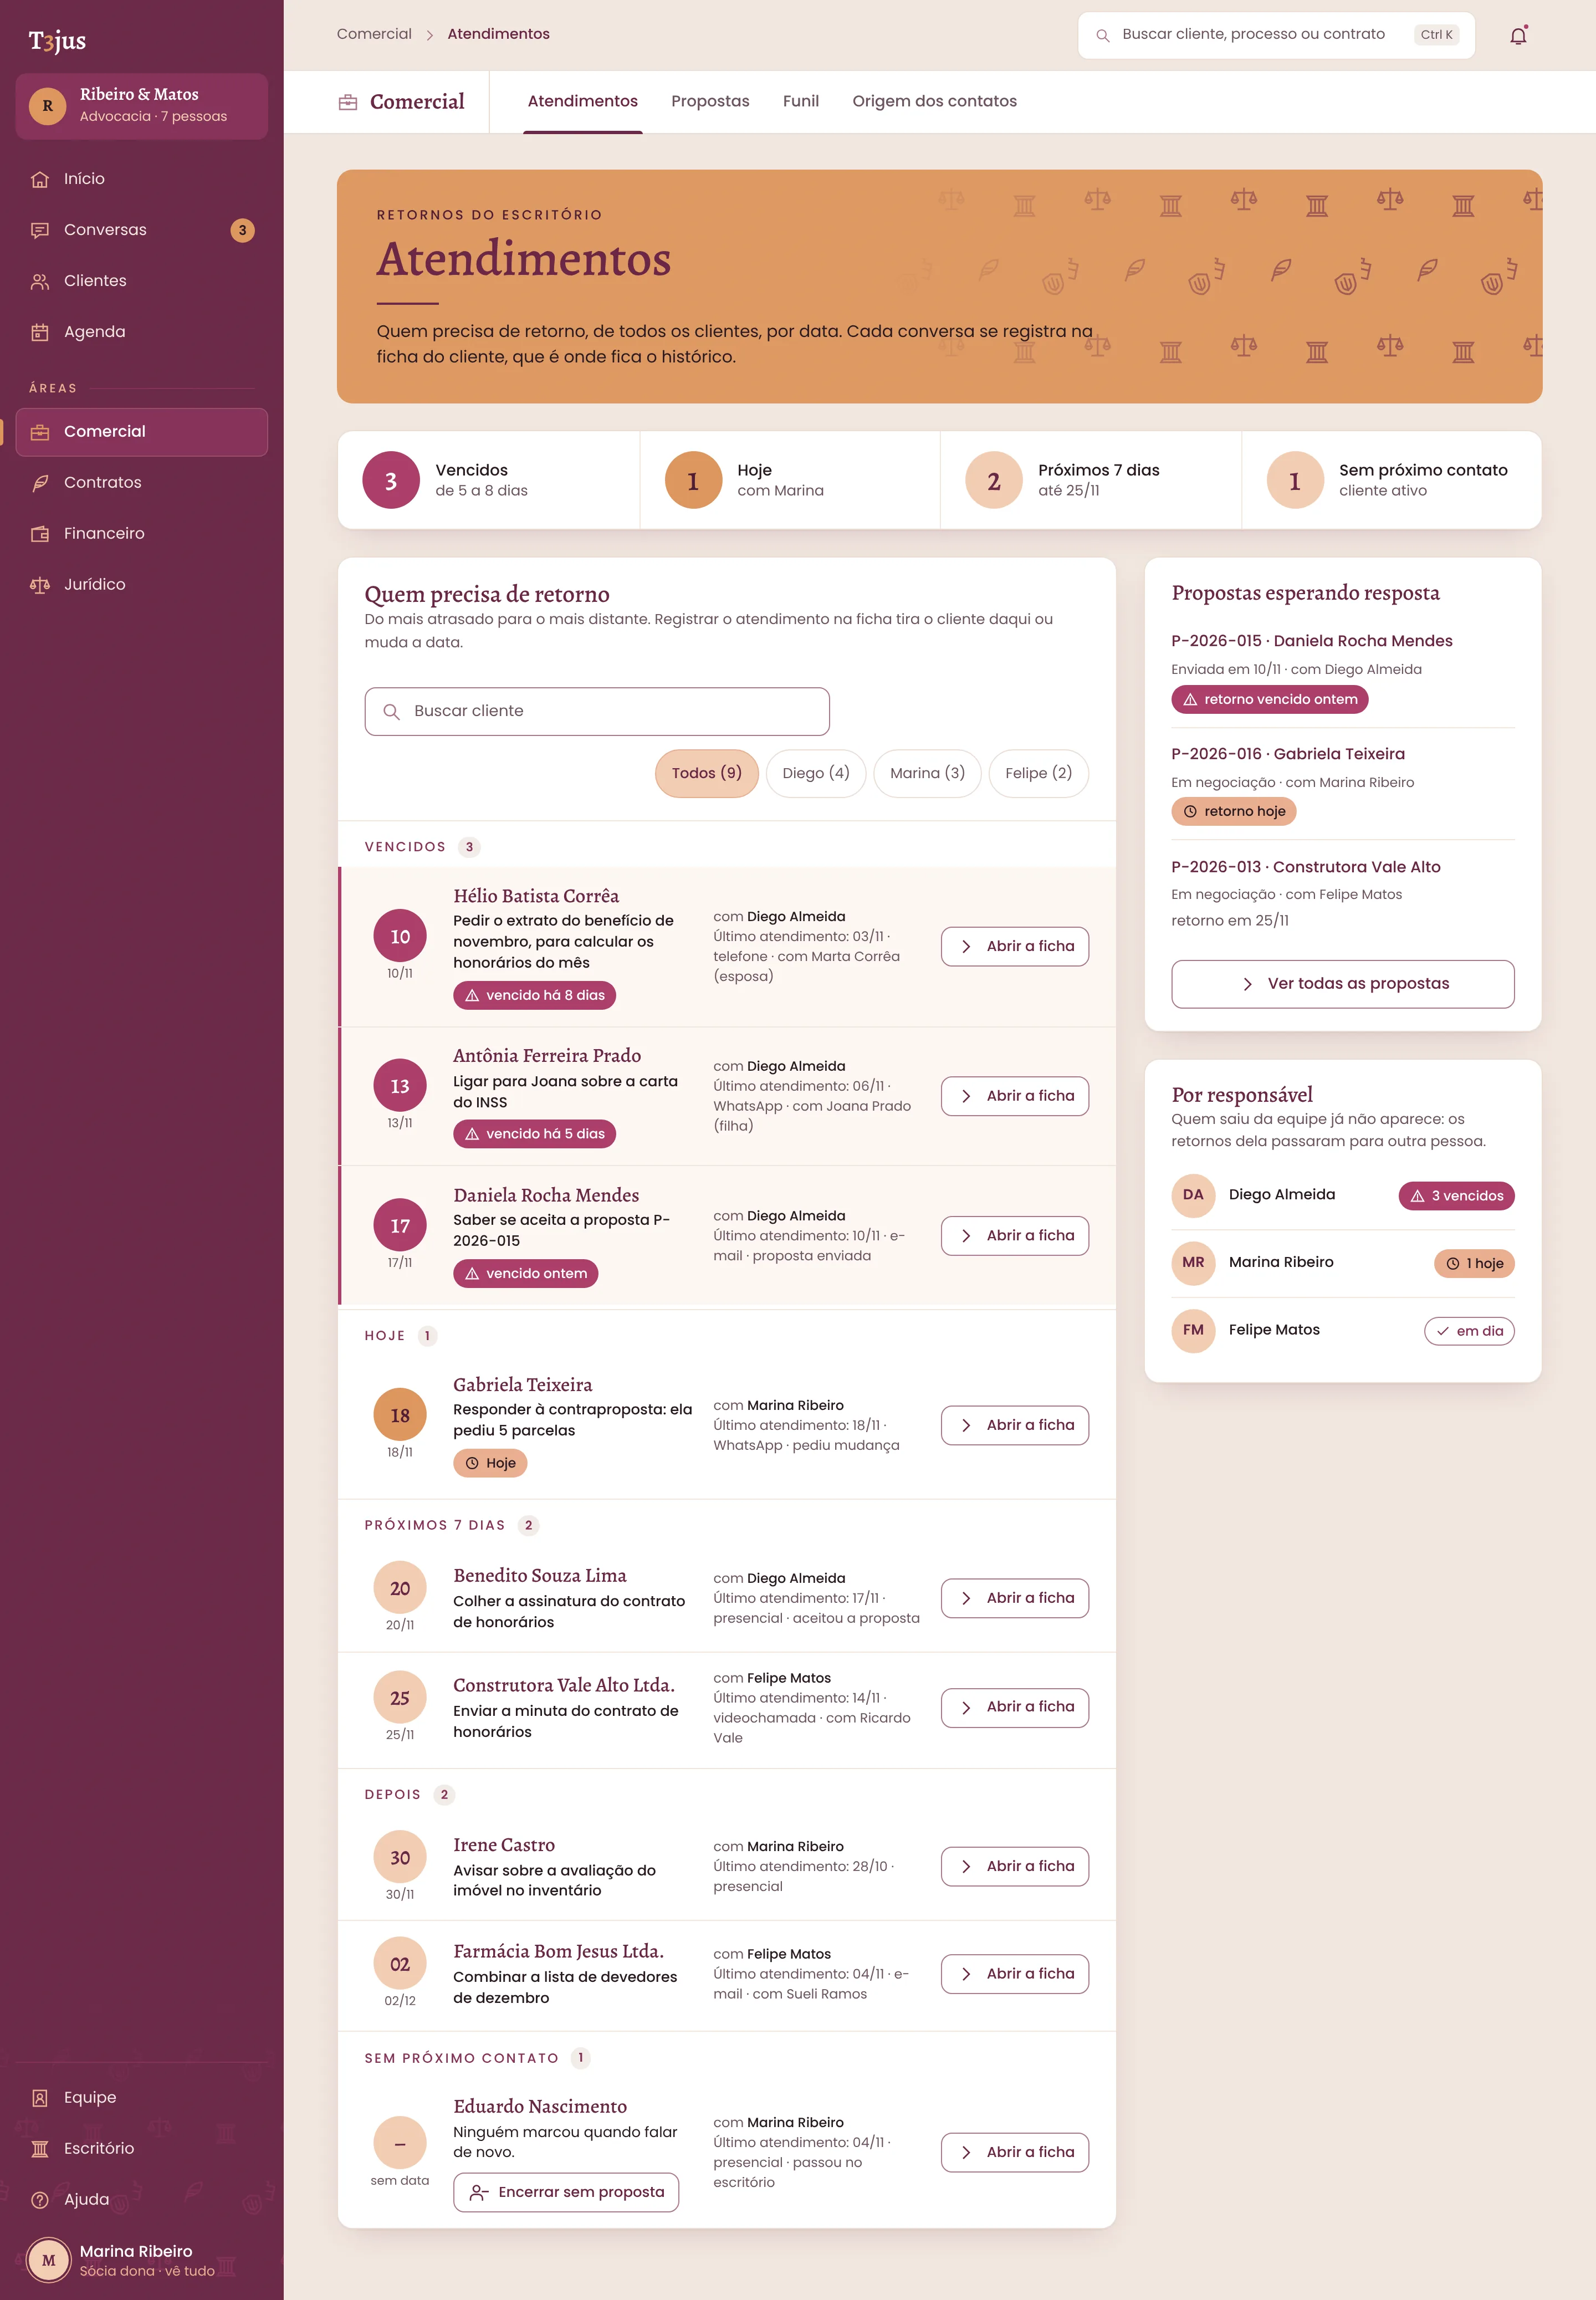 T3jus
R
Ribeiro & Matos
Advocacia · 7 pessoas
Início
Conversas
3
Clientes
Agenda
ÁREAS
Comercial
Contratos
Financeiro
Jurídico
Equipe
Escritório
Ajuda
M
Marina Ribeiro
Sócia dona · vê tudo
Comercial
Atendimentos
Buscar cliente, processo ou contrato
Ctrl K
Comercial
Atendimentos
Propostas
Funil
Origem dos contatos
RETORNOS DO ESCRITÓRIO
Atendimentos
Quem precisa de retorno, de todos os clientes, por data. Cada conversa se registra na
ficha do cliente, que é onde fica o histórico.
3
Vencidos
de 5 a 8 dias
1
Hoje
com Marina
2
Próximos 7 dias
até 25/11
1
Sem próximo contato
cliente ativo
Quem precisa de retorno
Do mais atrasado para o mais distante. Registrar o atendimento na ficha tira o cliente daqui ou
muda a data.
Buscar cliente
Todos (9)
Diego (4)
Marina (3)
Felipe (2)
VENCIDOS
3
10
10/11
Hélio Batista Corrêa
Pedir o extrato do benefício de
novembro, para calcular os
honorários do mês
vencido há 8 dias
com Diego Almeida
Último atendimento: 03/11 ·
telefone · com Marta Corrêa
(esposa)
Abrir a ficha
13
13/11
Antônia Ferreira Prado
Ligar para Joana sobre a carta
do INSS
vencido há 5 dias
com Diego Almeida
Último atendimento: 06/11 ·
WhatsApp · com Joana Prado
(filha)
Abrir a ficha
17
17/11
Daniela Rocha Mendes
Saber se aceita a proposta P-
2026-015
vencido ontem
com Diego Almeida
Último atendimento: 10/11 · e-
mail · proposta enviada
Abrir a ficha
HOJE
1
18
18/11
Gabriela Teixeira
Responder à contraproposta: ela
pediu 5 parcelas
Hoje
com Marina Ribeiro
Último atendimento: 18/11 ·
WhatsApp · pediu mudança
Abrir a ficha
PRÓXIMOS 7 DIAS
2
20
20/11
Benedito Souza Lima
Colher a assinatura do contrato
de honorários
com Diego Almeida
Último atendimento: 17/11 ·
presencial · aceitou a proposta
Abrir a ficha
25
25/11
Construtora Vale Alto Ltda.
Enviar a minuta do contrato de
honorários
com Felipe Matos
Último atendimento: 14/11 ·
videochamada · com Ricardo
Vale
Abrir a ficha
DEPOIS
2
30
30/11
Irene Castro
Avisar sobre a avaliação do
imóvel no inventário
com Marina Ribeiro
Último atendimento: 28/10 ·
presencial
Abrir a ficha
02
02/12
Farmácia Bom Jesus Ltda.
Combinar a lista de devedores
de dezembro
com Felipe Matos
Último atendimento: 04/11 · e-
mail · com Sueli Ramos
Abrir a ficha
SEM PRÓXIMO CONTATO
1
–
sem data
Eduardo Nascimento
Ninguém marcou quando falar
de novo.
Encerrar sem proposta
com Marina Ribeiro
Último atendimento: 04/11 ·
presencial · passou no
escritório
Abrir a ficha
Propostas esperando resposta
P-2026-015 · Daniela Rocha Mendes
Enviada em 10/11 · com Diego Almeida
retorno vencido ontem
P-2026-016 · Gabriela Teixeira
Em negociação · com Marina Ribeiro
retorno hoje
P-2026-013 · Construtora Vale Alto
Em negociação · com Felipe Matos
retorno em 25/11
Ver todas as propostas
Por responsável
Quem saiu da equipe já não aparece: os
retornos dela passaram para outra pessoa.
DA
Diego Almeida
3 vencidos
MR
Marina Ribeiro
1 hoje
FM
Felipe Matos
em dia